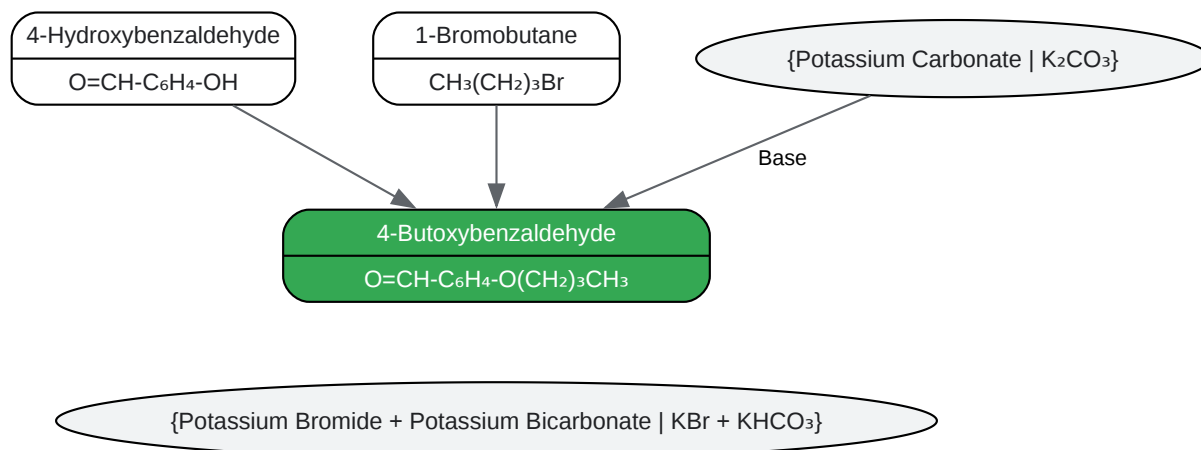 4-Hydroxybenzaldehyde
O=CH-C₆H₄-OH
1-Bromobutane
CH₃(CH₂)₃Br
{Potassium Carbonate | K₂CO₃}
Base
4-Butoxybenzaldehyde
O=CH-C₆H₄-O(CH₂)₃CH₃
{Potassium Bromide + Potassium Bicarbonate | KBr + KHCO₃}